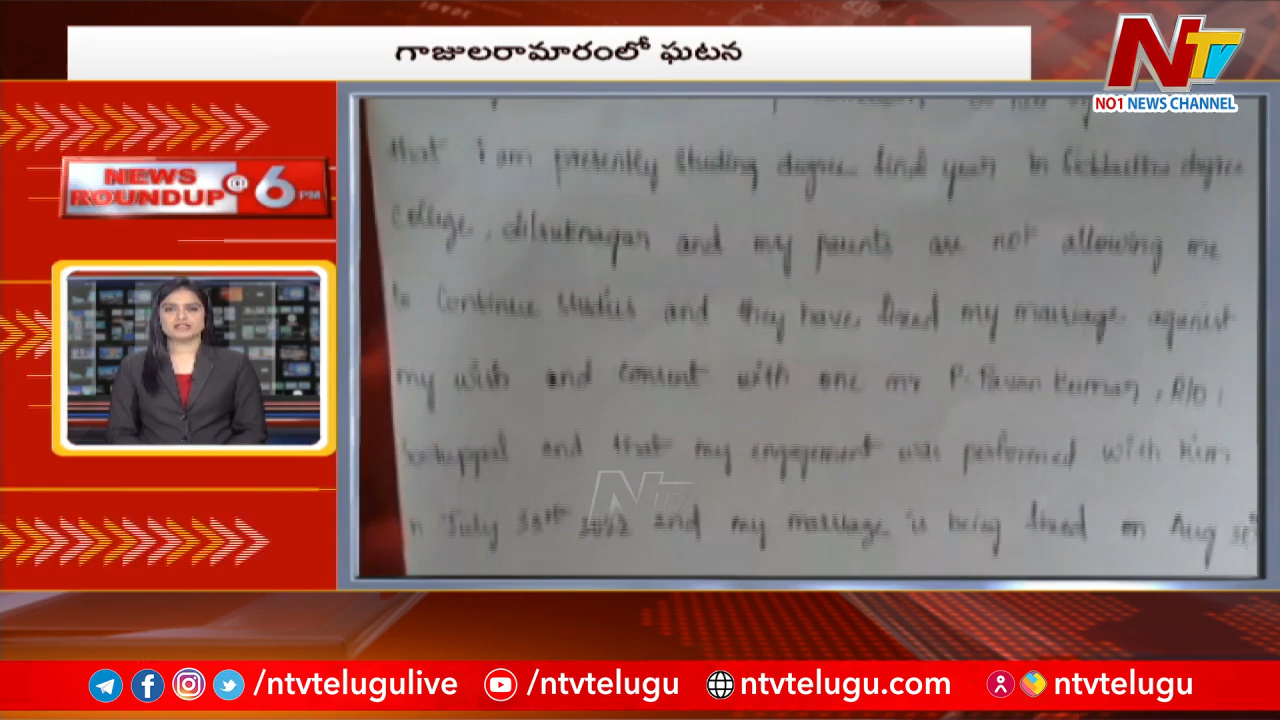 గాజులరామారంలో ఘటన
NTV
NO1 NEWS CHANNEL
NEWS ROUNDUP @ 6 PM
that i am presently studing degree final year in degree
college, dilsuknagar and my parents are not allowing me
to continue studies and they have fixed my marriage against
my wish and consent with one mr P. Pavan Kumar, R/O:
and that my engagement was performed with him
n July 2022 and my marriage is being fixed on Aug
NTV
/ntvtelugulive
/ntvtelugu
ntvtelugu.com
ntvtelugu